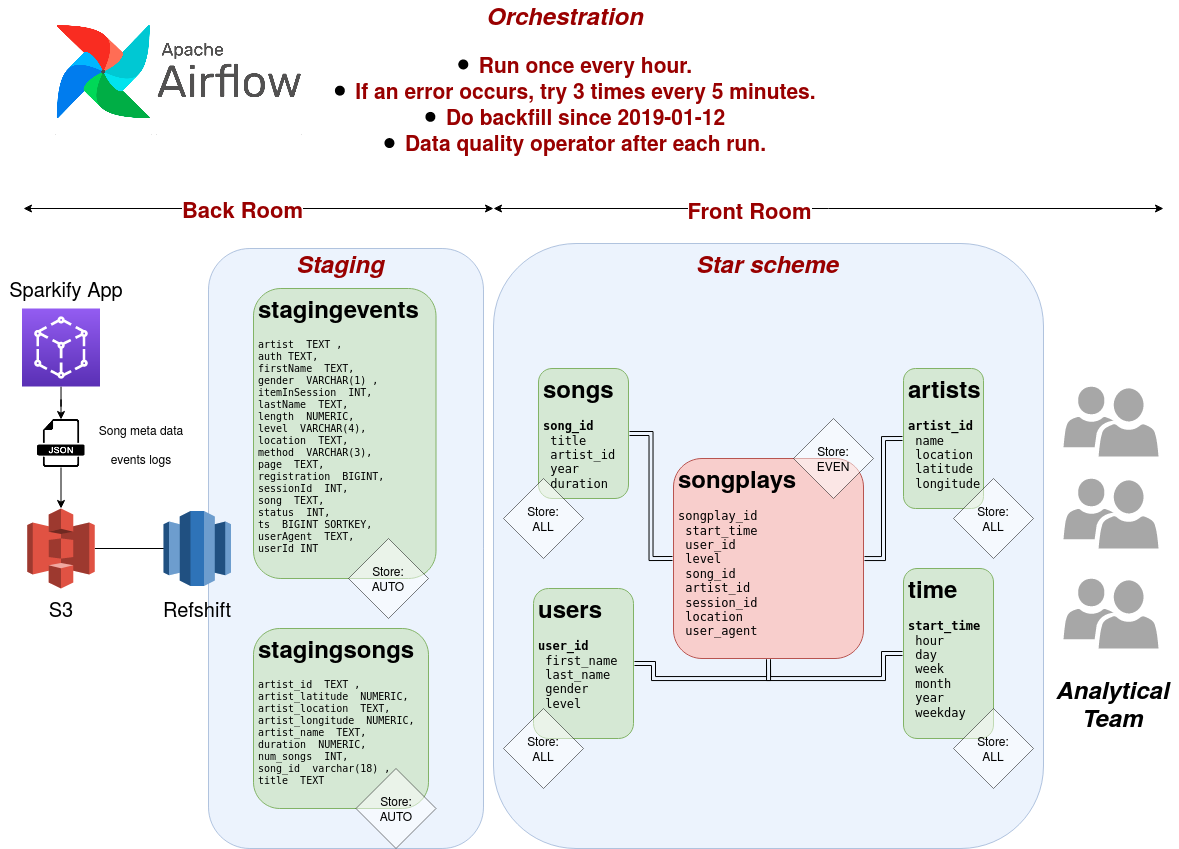 Orchestration
Apache
Airflow
● Run once every hour.
● If an error occurs, try 3 times every 5 minutes.
● Do backfill since 2019-01-12
● Data quality operator after each run.
Back Room
Front Room
Sparkify App
JSON
Song meta data
events logs
S3
Refshift
Staging
stagingevents
artist  TEXT ,
auth TEXT,
firstName  TEXT,
gender  VARCHAR(1) ,
itemInSession  INT,
lastName  TEXT,
length  NUMERIC,
level  VARCHAR(4),
location  TEXT,
method  VARCHAR(3),
page  TEXT,
registration  BIGINT,
sessionId  INT,
song  TEXT,
status  INT,
ts  BIGINT SORTKEY,
userAgent  TEXT,
userId INT
Store:
AUTO
stagingsongs
artist_id  TEXT ,
artist_latitude  NUMERIC,
artist_location  TEXT,
artist_longitude  NUMERIC,
artist_name  TEXT,
duration  NUMERIC,
num_songs  INT,
song_id  varchar(18) ,
title  TEXT
Store:
AUTO
Star scheme
songs
song_id
title
artist_id
year
duration
Store:
ALL
users
user_id
first_name
last_name
gender
level
Store:
ALL
songplays
songplay_id
start_time
user_id
level
song_id
artist_id
session_id
location
user_agent
Store:
EVEN
artists
artist_id
name
location
latitude
longitude
Store:
ALL
time
start_time
hour
day
week
month
year
weekday
Store:
ALL
Analytical
Team